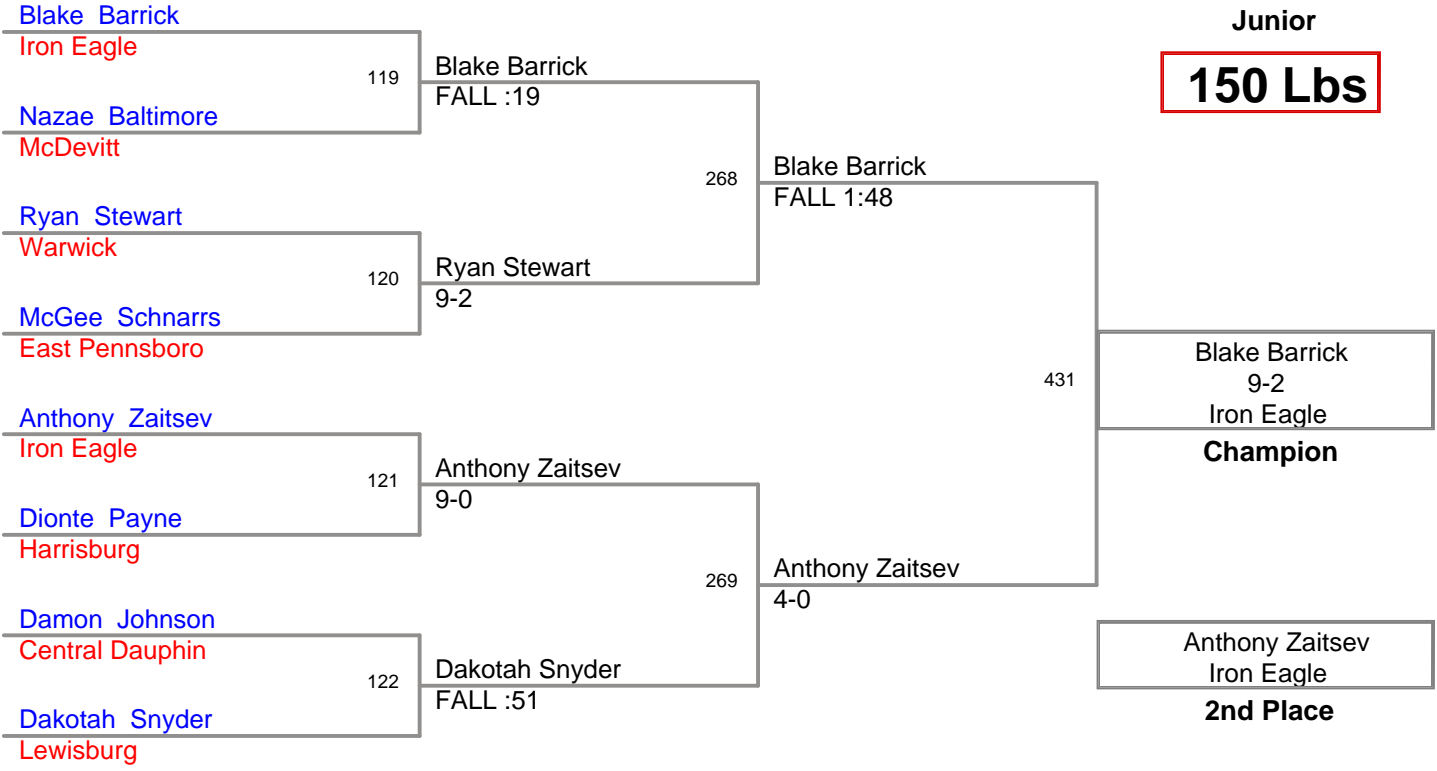 Blake  Barrick
Iron Eagle
119
Nazae  Baltimore
McDevitt
Ryan  Stewart
Warwick
120
McGee  Schnarrs
East Pennsboro
Anthony  Zaitsev
Iron Eagle
121
Dionte  Payne
Harrisburg
Damon  Johnson
Central Dauphin
122
Dakotah  Snyder
Lewisburg
Blake Barrick
FALL :19
268
Ryan Stewart
9-2
Anthony Zaitsev
9-0
269
Dakotah Snyder
FALL :51
Blake Barrick
FALL 1:48
431
Anthony Zaitsev
4-0
Junior
150 Lbs
Blake Barrick
9-2
Iron Eagle
Champion
Anthony Zaitsev
Iron Eagle
2nd Place